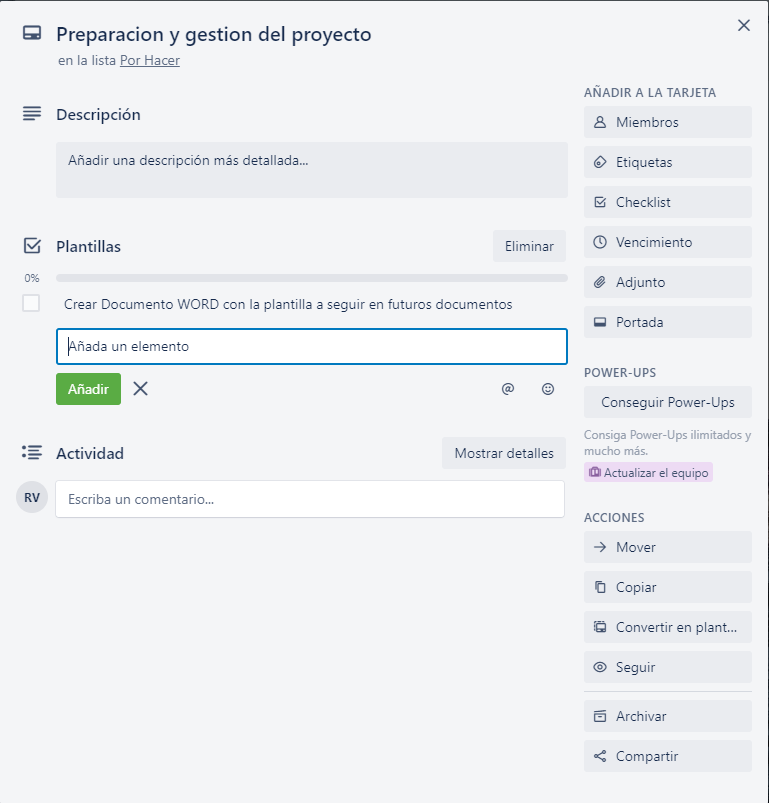 Preparacion y gestion del proyecto
en la lista Por Hacer
Descripción
Añadir una descripción más detallada...
Plantillas
Eliminar
0%
Crear Documento WORD con la plantilla a seguir en futuros documentos
Añada un elemento
Añadir
@
Actividad
Mostrar detalles
RV
Escriba un comentario...
AÑADIR A LA TARJETA
Miembros
Etiquetas
Checklist
Vencimiento
Adjunto
Portada
POWER-UPS
Conseguir Power-Ups
Consiga Power-Ups ilimitados y
mucho más.
Actualizar el equipo
ACCIONES
Mover
Copiar
Convertir en plant...
Seguir
Archivar
Compartir